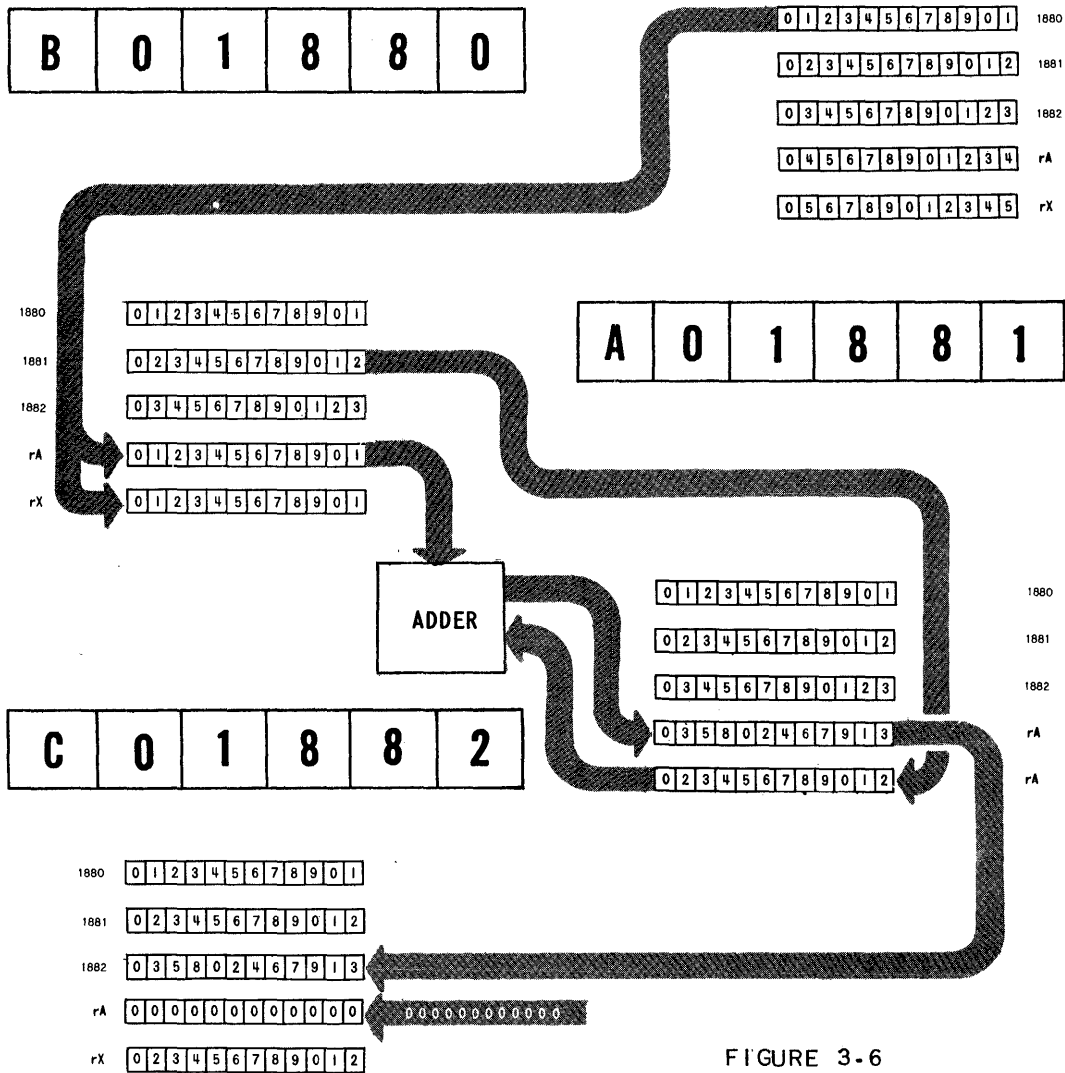 B 0 1 8 8 0
0 1 2 3 4 5 6 7 8 9 0 1 1880
0 2 3 4 5 6 7 8 9 0 1 2 1881
0 3 4 5 6 7 8 9 0 1 2 3 1882
0 4 5 6 7 8 9 0 1 2 3 4 rA
0 5 6 7 8 9 0 1 2 3 4 5 rX
1880 0 1 2 3 4 5 6 7 8 9 0 1
1881 0 2 3 4 5 6 7 8 9 0 1 2
1882 0 3 4 5 6 7 8 9 0 1 2 3
rA 0 1 2 3 4 5 6 7 8 9 0 1
rX 0 1 2 3 4 5 6 7 8 9 0 1
A 0 1 8 8 1
ADDER
0 1 2 3 4 5 6 7 8 9 0 1 1880
0 2 3 4 5 6 7 8 9 0 1 2 1881
0 3 4 5 6 7 8 9 0 1 2 3 1882
0 3 5 8 0 2 4 6 7 9 1 3 rA
0 2 3 4 5 6 7 8 9 0 1 2 rA
C 0 1 8 8 2
1880 0 1 2 3 4 5 6 7 8 9 0 1
1881 0 2 3 4 5 6 7 8 9 0 1 2
1882 0 3 5 8 0 2 4 6 7 9 1 3
rA 0 0 0 0 0 0 0 0 0 0 0 0 000000000000
rX 0 2 3 4 5 6 7 8 9 0 1 2
FIGURE 3-6